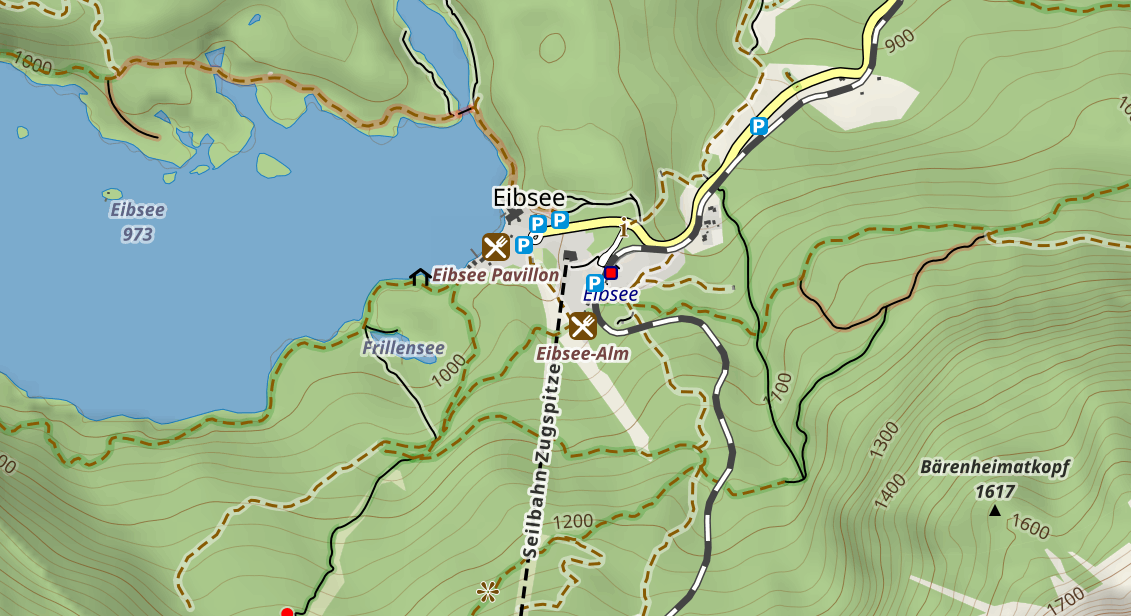 900
1000
Eibsee
Eibsee
973
P
P
P
P
i
Eibsee Pavillon
P
Eibsee
Eibsee-Alm
Frillensee
1000
1100
1300
Bärenheimatkopf
1617
1400
1600
1200
1700
Seilbahn Zugspitze